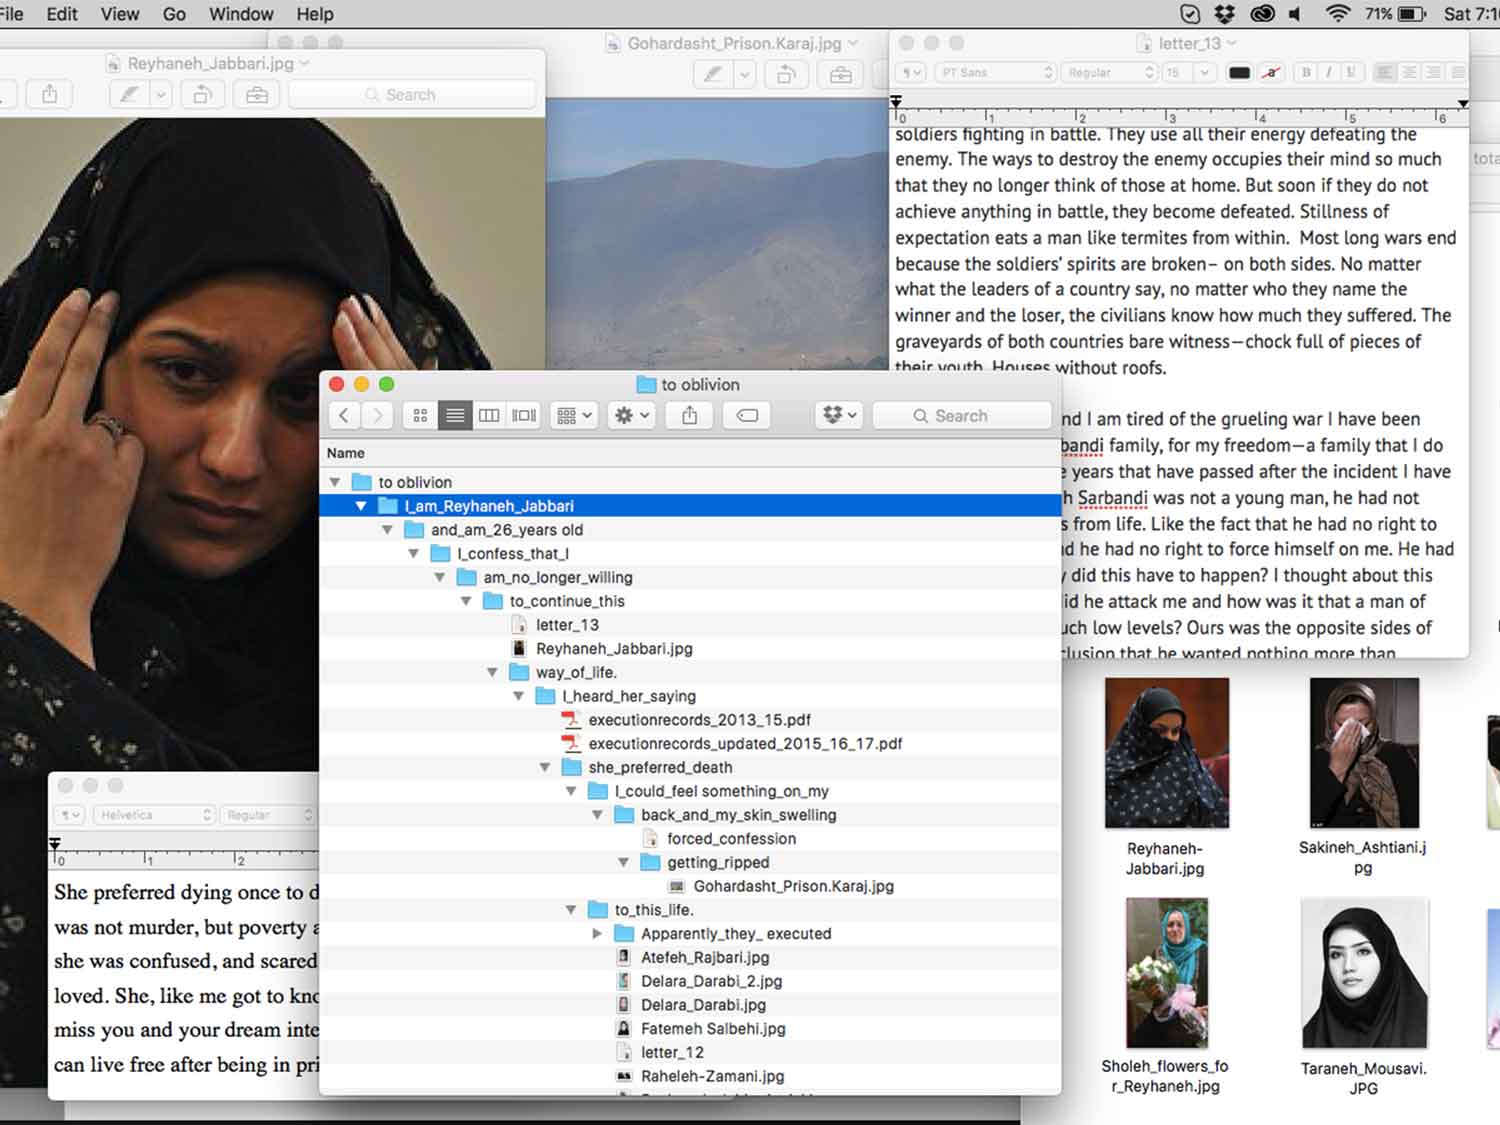 File Edit View Go Window Help
71% Sat 7:1
Reyhaneh_Jabbari.jpg
Search
Gohardasht_Prison.Karaj.jpg
letter_13
PT Sans Regular 15 B I U
0 1 2 3 4 5 6
soldiers fighting in battle. They use all their energy defeating the
enemy. The ways to destroy the enemy occupies their mind so much
that they no longer think of those at home. But soon if they do not
achieve anything in battle, they become defeated. Stillness of
expectation eats a man like termites from within. Most long wars end
because the soldiers' spirits are broken– on both sides. No matter
what the leaders of a country say, no matter who they name the
winner and the loser, the civilians know how much they suffered. The
graveyards of both countries bare witness—chock full of pieces of
their youth. Houses without roofs.
nd I am tired of the grueling war I have been
bandi family, for my freedom—a family that I do
e years that have passed after the incident I have
h Sarbandi was not a young man, he had not
s from life. Like the fact that he had no right to
he had no right to force himself on me. He had
y did this have to happen? I thought about this
id he attack me and how was it that a man of
uch low levels? Ours was the opposite sides of
clusion that he wanted nothing more than
tota
to oblivion
Search
Name
to oblivion
I_am_Reyhaneh_Jabbari
and_am_26_years old
I_confess_that_I
am_no_longer_willing
to_continue_this
letter_13
Reyhaneh_Jabbari.jpg
way_of_life.
I_heard_her_saying
executionrecords_2013_15.pdf
executionrecords_updated_2015_16_17.pdf
she_preferred_death
I_could_feel something_on_my
back_and_my_skin_swelling
forced_confession
getting_ripped
Gohardasht_Prison.Karaj.jpg
to_this_life.
Apparently_they_ executed
Atefeh_Rajbari.jpg
Delara_Darabi_2.jpg
Delara_Darabi.jpg
Fatemeh Salbehi.jpg
letter_12
Raheleh-Zamani.jpg
Helvetica Regular
0 1 2
She preferred dying once to d
was not murder, but poverty a
she was confused, and scared
loved. She, like me got to kno
miss you and your dream inte
can live free after being in pri
Reyhaneh-
Jabbari.jpg
Sakineh_Ashtiani.j
pg
Sholeh_flowers_fo
r_Reyhaneh.jpg
Taraneh_Mousavi.
JPG